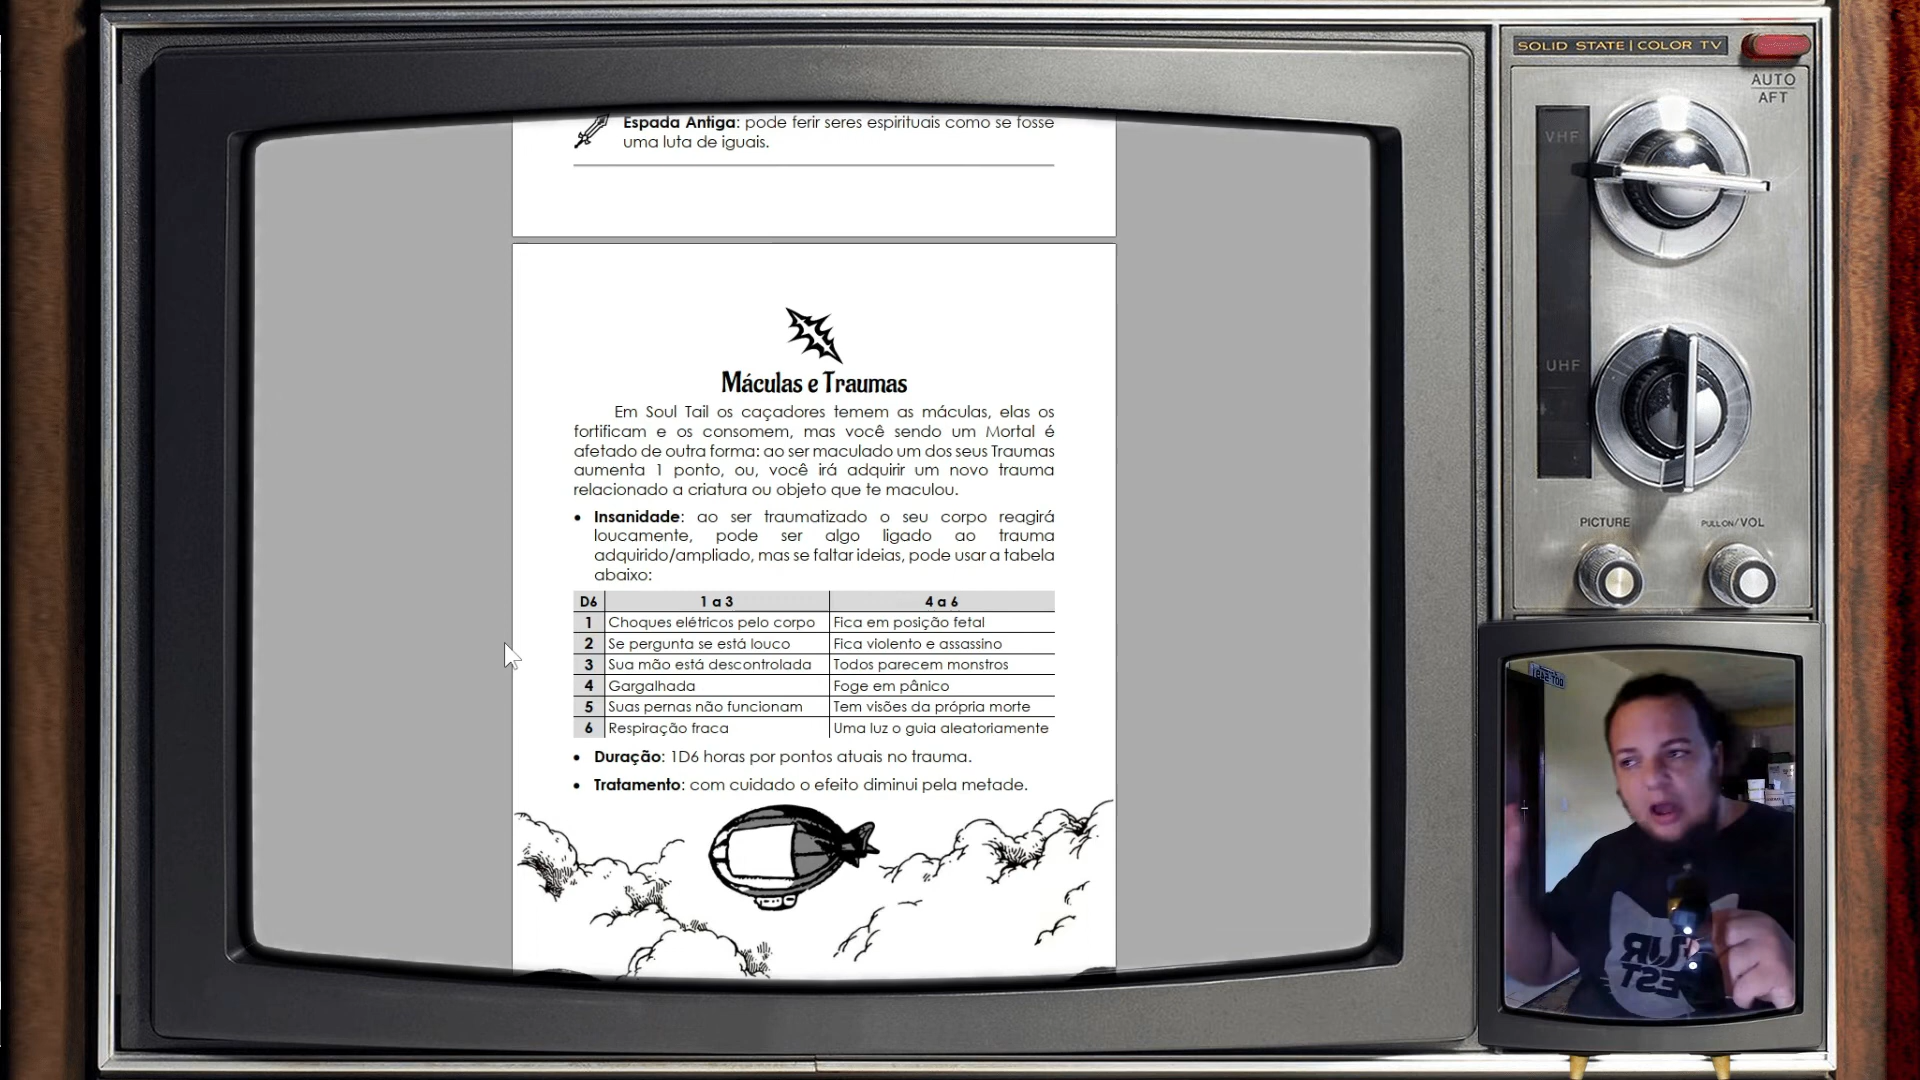 Espada Antiga: pode ferir seres espirituais como se fosse
uma luta de iguais.
Máculas e Traumas
Em Soul Tail os caçadores temem as máculas, elas os
fortificam e os consomem, mas você sendo um Mortal é
afetado de outra forma: ao ser maculado um dos seus Traumas
aumenta 1 ponto, ou, você irá adquirir um novo trauma
relacionado a criatura ou objeto que te maculou.
• Insanidade: ao ser traumatizado o seu corpo reagirá
loucamente, pode ser algo ligado ao trauma
adquirido/ampliado, mas se faltar ideias, pode usar a tabela
abaixo:
D6 1 a 3 4 a 6
1 Choques elétricos pelo corpo Fica em posição fetal
2 Se pergunta se está louco Fica violento e assassino
3 Sua mão está descontrolada Todos parecem monstros
4 Gargalhada Foge em pânico
5 Suas pernas não funcionam Tem visões da própria morte
6 Respiração fraca Uma luz o guia aleatoriamente
• Duração: 1D6 horas por pontos atuais no trauma.
• Tratamento: com cuidado o efeito diminui pela metade.
SOLID STATE | COLOR TV
AUTO
AFT
VHF
UHF
PICTURE
PULL ON/VOL